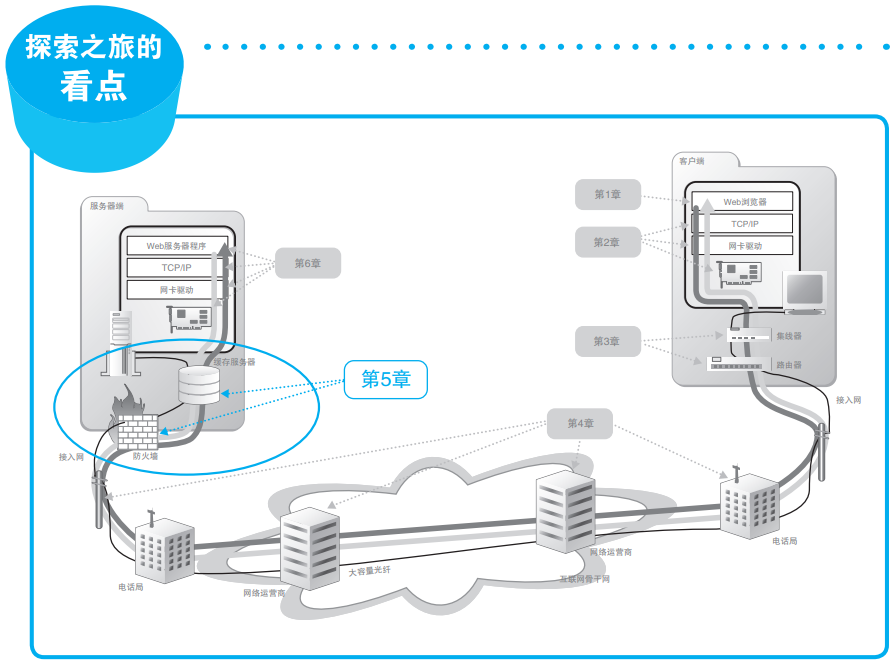 探索之旅的
看点
客户端
第1章
Web浏览器
TCP/IP
第2章
网卡驱动
服务器端
Web服务器程序
TCP/IP
第6章
网卡驱动
第3章
集线器
路由器
缓存服务器
第5章
接入网
第4章
接入网
防火墙
电话局
网络运营商
互联网骨干网
大容量光纤
电话局
网络运营商